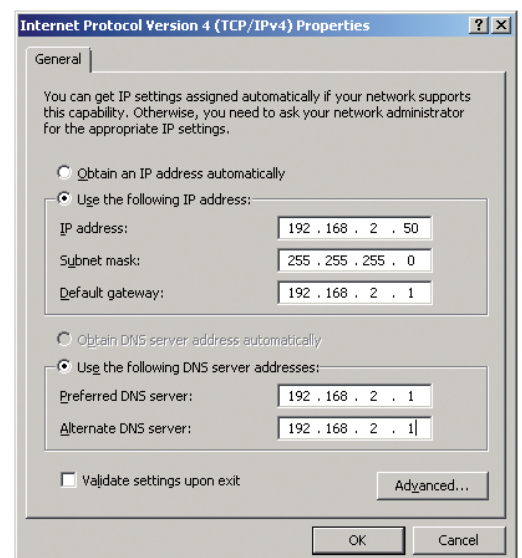 Internet Protocol Version 4 (TCP/IPv4) Properties ? X
General
You can get IP settings assigned automatically if your network supports
this capability. Otherwise, you need to ask your network administrator
for the appropriate IP settings.
Obtain an IP address automatically
Use the following IP address:
IP address: 192 . 168 . 2 . 50
Subnet mask: 255 . 255 . 255 . 0
Default gateway: 192 . 168 . 2 . 1
Obtain DNS server address automatically
Use the following DNS server addresses:
Preferred DNS server: 192 . 168 . 2 . 1
Alternate DNS server: 192 . 168 . 2 . 1
Validate settings upon exit
Advanced...
OK Cancel